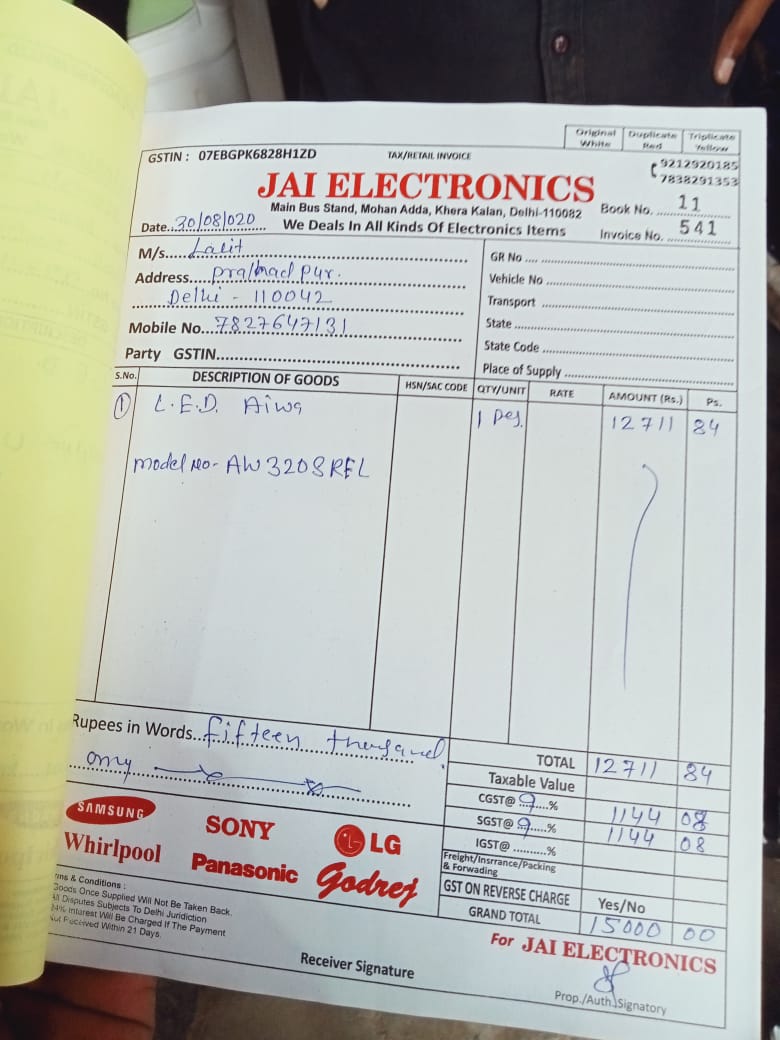 Original White Duplicate Red Triplicate Yellow
GSTIN : 07EBGPK6828H1ZD TAX/RETAIL INVOICE 9212920185
7838291353
JAI ELECTRONICS
Main Bus Stand, Mohan Adda, Khera Kalan, Delhi-110082 Book No. 11
Date. 30/08/020 We Deals In All Kinds Of Electronics Items Invoice No. 541
M/s. Lalit
Address. Prahlad Pur.
Delhi - 110042
Mobile No. 7827647131
Party GSTIN
GR No
Vehicle No
Transport
State
State Code
Place of Supply
S.No. DESCRIPTION OF GOODS HSN/SAC CODE QTY/UNIT RATE AMOUNT (Rs.) Ps.
1 L.E.D. Aiwa 1 Pcs. 12711 84
Model No- AW320SREL
Rupees in Words.. fifteen thousand
only
TOTAL 12711 84
Taxable Value
CGST@ 9 % 1144 08
SGST@ 9 % 1144 08
IGST@ ..........%
Freight/Insrrance/Packing
& Forwading
GST ON REVERSE CHARGE Yes/No
GRAND TOTAL 15000 00
SAMSUNG SONY LG
Whirlpool Panasonic Godrej
ms & Conditions :
Goods Once Supplied Will Not Be Taken Back.
All Disputes Subjects To Delhi Juridiction
24% Interest Will Be Charged If The Payment
Not Received Within 21 Days.
For JAI ELECTRONICS
Receiver Signature
Prop./Auth. Signatory